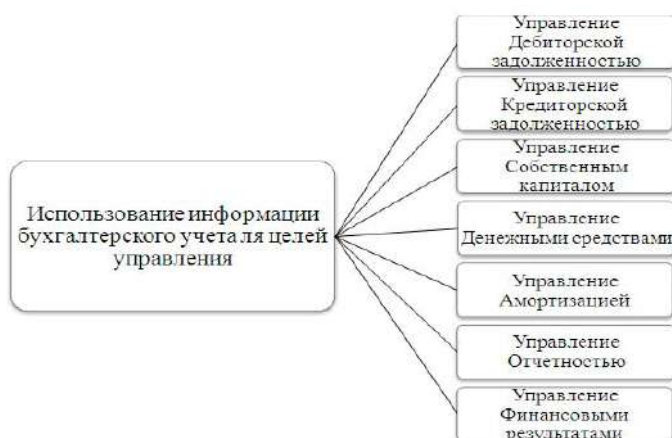 Использование информации
бухгалтерского учета ля целей
управления
Управление
Дебиторской
задолженностью
Управление
Кредиторской
задолженностью
Управление
Собственным
капиталом
Управление
Денежными средствами
Управление
Амортизацией
Управление
Отчетностью
Управление
Финансовыми
результатами